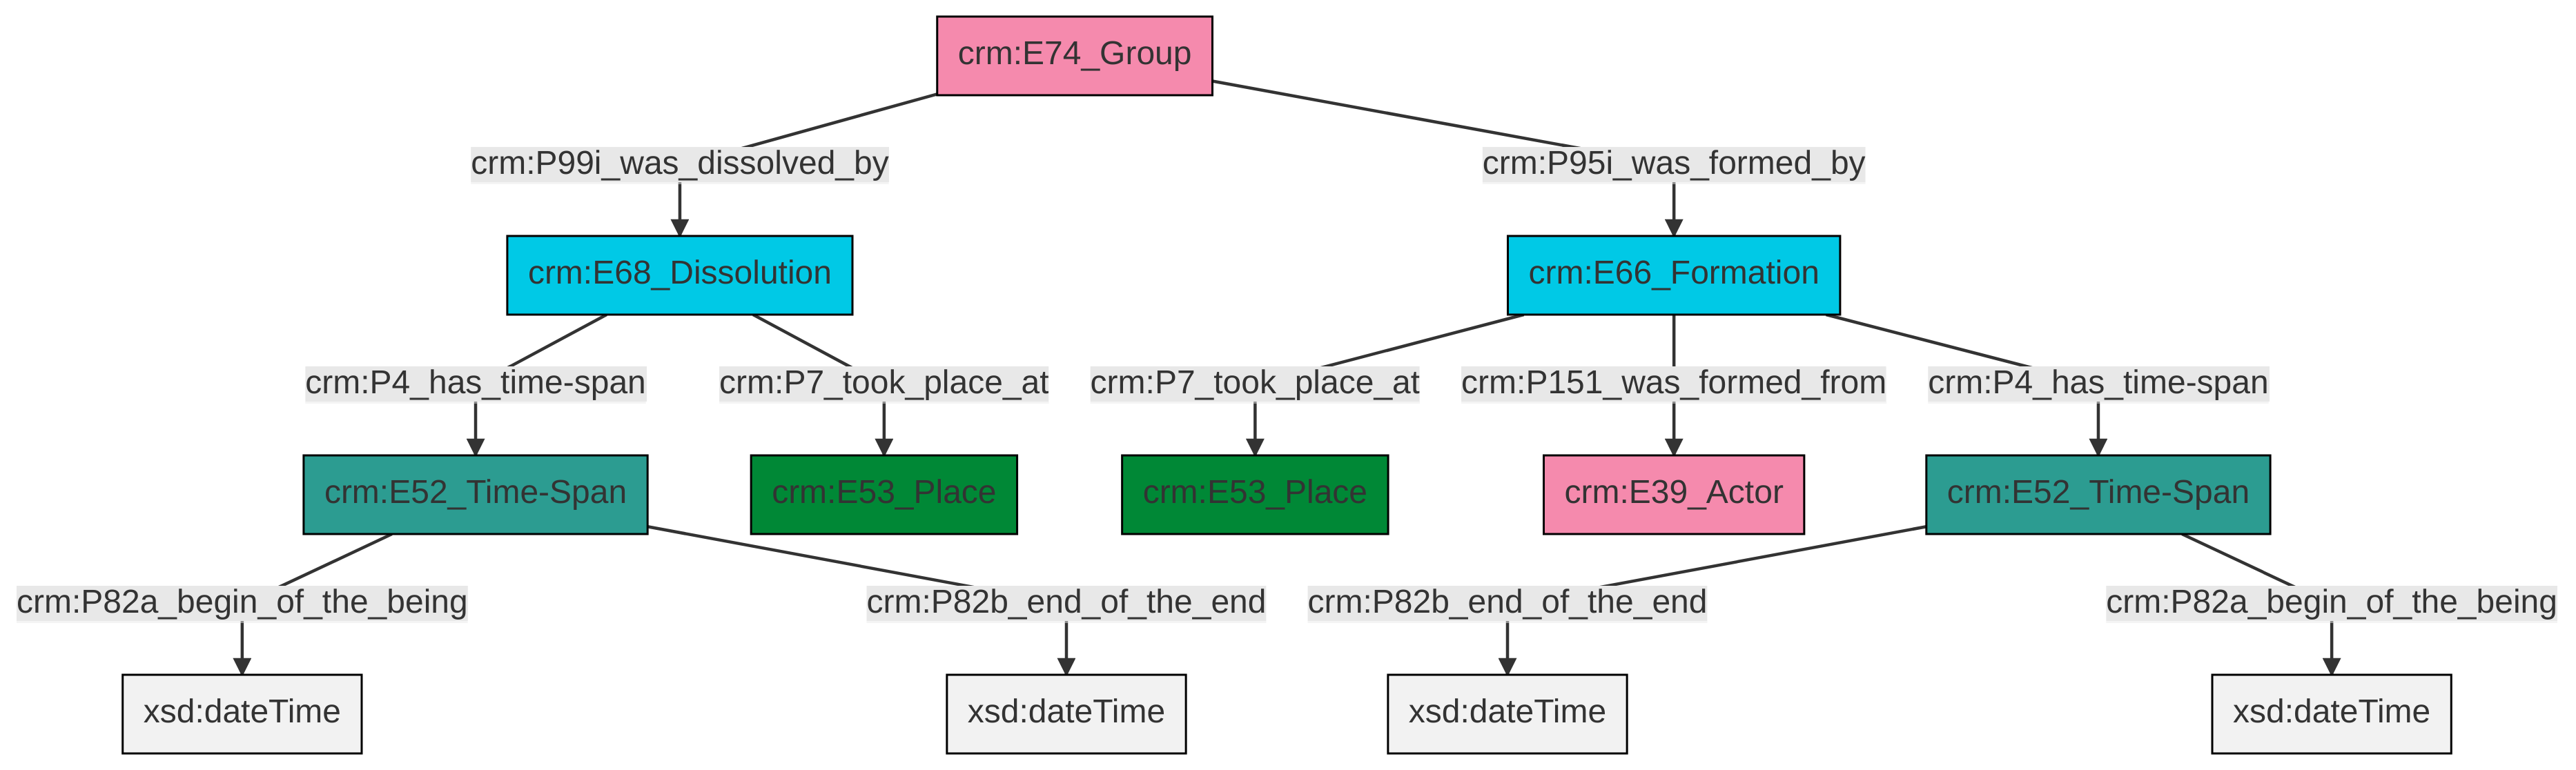 crm:E74_Group
crm:P99i_was_dissolved_by
crm:P95i_was_formed_by
crm:E68_Dissolution
crm:E66_Formation
crm:P4_has_time-span
crm:P7_took_place_at
crm:P7_took_place_at
crm:P151_was_formed_from
crm:P4_has_time-span
crm:E52_Time-Span
crm:E53_Place
crm:E53_Place
crm:E39_Actor
crm:E52_Time-Span
crm:P82a_begin_of_the_being
crm:P82b_end_of_the_end
crm:P82b_end_of_the_end
crm:P82a_begin_of_the_being
xsd:dateTime
xsd:dateTime
xsd:dateTime
xsd:dateTime